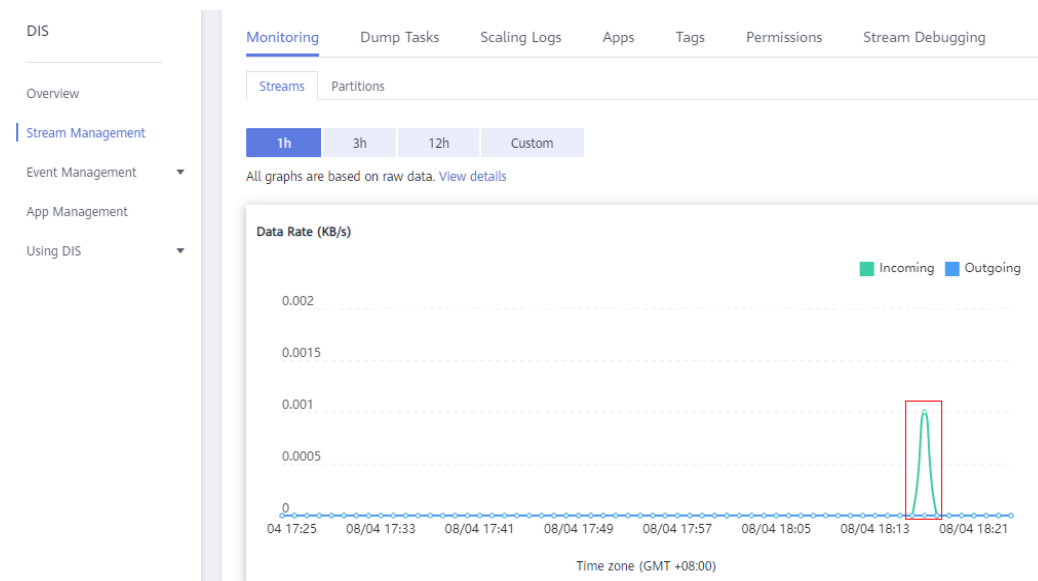 DIS
Overview
Stream Management
Event Management
App Management
Using DIS
Monitoring Dump Tasks Scaling Logs Apps Tags Permissions Stream Debugging
Streams Partitions
1h 3h 12h Custom
All graphs are based on raw data. View details
Data Rate (KB/s)
Incoming Outgoing
0.002
0.0015
0.001
0.0005
0
04 17:25 08/04 17:33 08/04 17:41 08/04 17:49 08/04 17:57 08/04 18:05 08/04 18:13 08/04 18:21
Time zone (GMT +08:00)